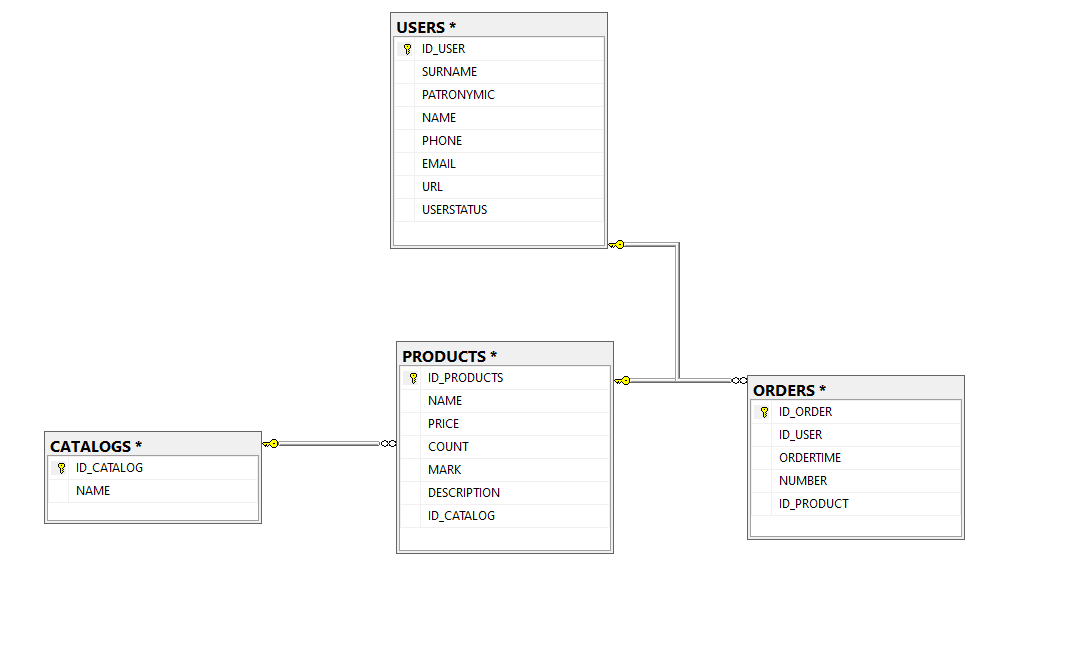 USERS *
ID_USER
SURNAME
PATRONYMIC
NAME
PHONE
EMAIL
URL
USERSTATUS
PRODUCTS *
ID_PRODUCTS
NAME
PRICE
COUNT
MARK
DESCRIPTION
ID_CATALOG
ORDERS *
ID_ORDER
ID_USER
ORDERTIME
NUMBER
ID_PRODUCT
CATALOGS *
ID_CATALOG
NAME